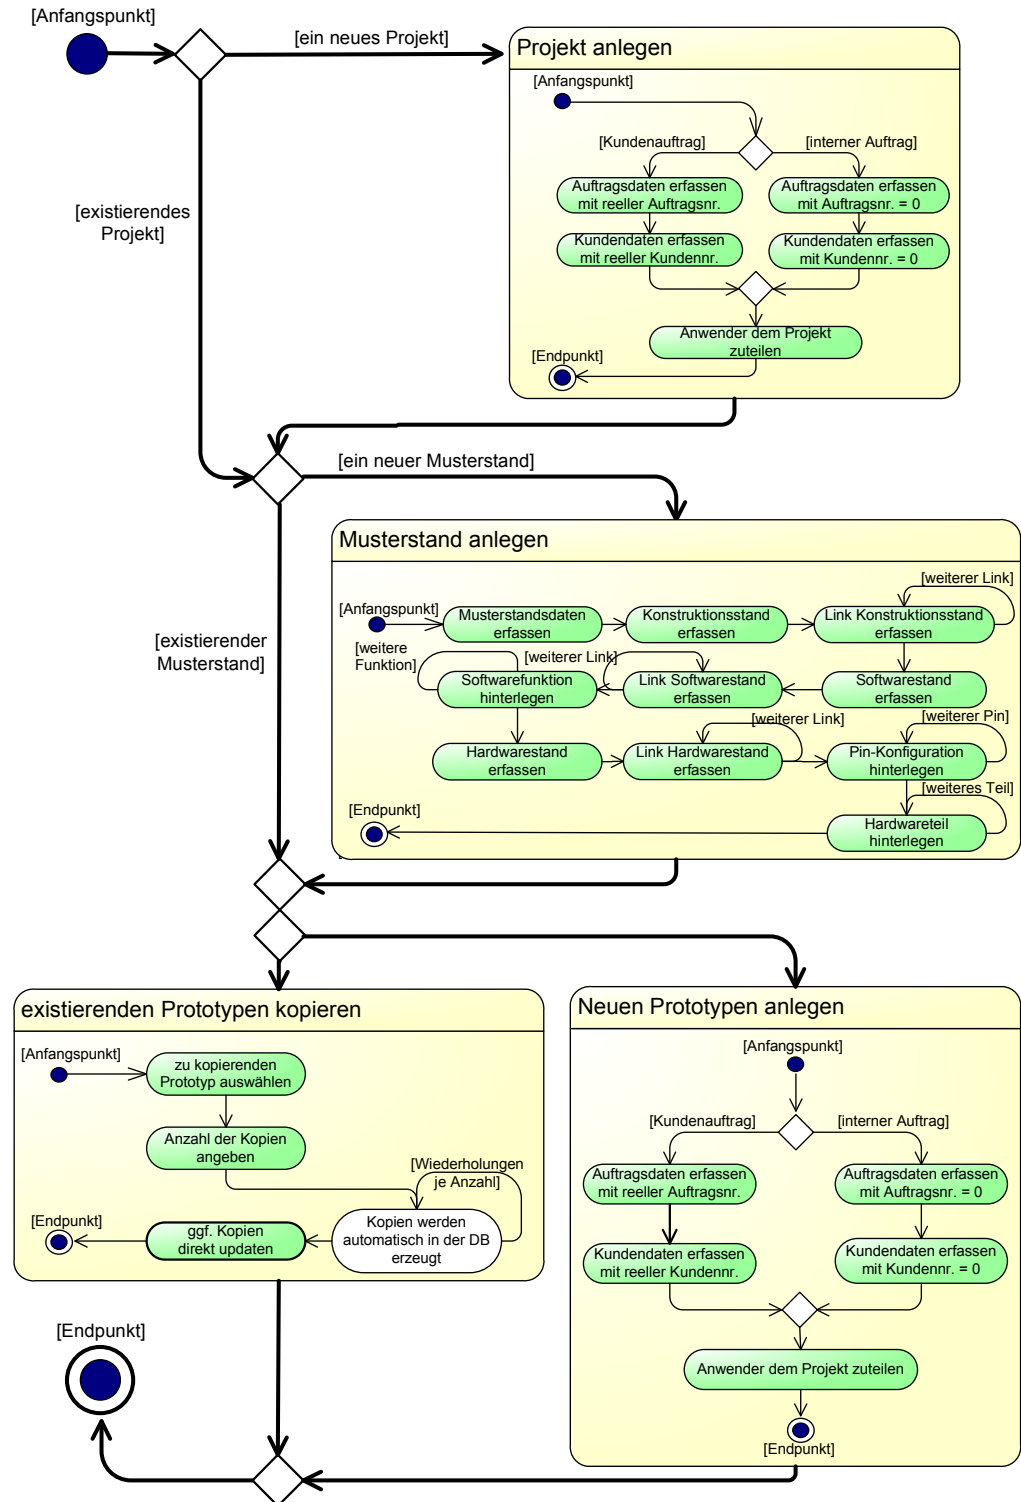 [Anfangspunkt]
[ein neues Projekt]
Projekt anlegen
[Anfangspunkt]
[Kundenauftrag]
[interner Auftrag]
Auftragsdaten erfassen
mit reeller Auftragsnr.
Auftragsdaten erfassen
mit Auftragsnr. = 0
[existierendes
Projekt]
Kundendaten erfassen
mit reeller Kundennr.
Kundendaten erfassen
mit Kundennr. = 0
Anwender dem Projekt
zuteilen
[Endpunkt]
[ein neuer Musterstand]
Musterstand anlegen
[weiterer Link]
[Anfangspunkt]
Musterstandsdaten
erfassen
Konstruktionsstand
erfassen
Link Konstruktionsstand
erfassen
[existierender
Musterstand]
[weitere
Funktion]
[weiterer Link]
Softwarefunktion
hinterlegen
Link Softwarestand
erfassen
Softwarestand
erfassen
[weiterer Link]
[weiterer Pin]
Hardwarestand
erfassen
Link Hardwarestand
erfassen
Pin-Konfiguration
hinterlegen
[weiteres Teil]
[Endpunkt]
Hardwareteil
hinterlegen
existierenden Prototypen kopieren
[Anfangspunkt]
zu kopierenden
Prototyp auswählen
Anzahl der Kopien
angeben
[Wiederholungen
je Anzahl]
[Endpunkt]
ggf. Kopien
direkt updaten
Kopien werden
automatisch in der DB
erzeugt
Neuen Prototypen anlegen
[Anfangspunkt]
[Kundenauftrag]
[interner Auftrag]
Auftragsdaten erfassen
mit reeller Auftragsnr.
Auftragsdaten erfassen
mit Auftragsnr. = 0
Kundendaten erfassen
mit reeller Kundennr.
Kundendaten erfassen
mit Kundennr. = 0
Anwender dem Projekt zuteilen
[Endpunkt]
[Endpunkt]